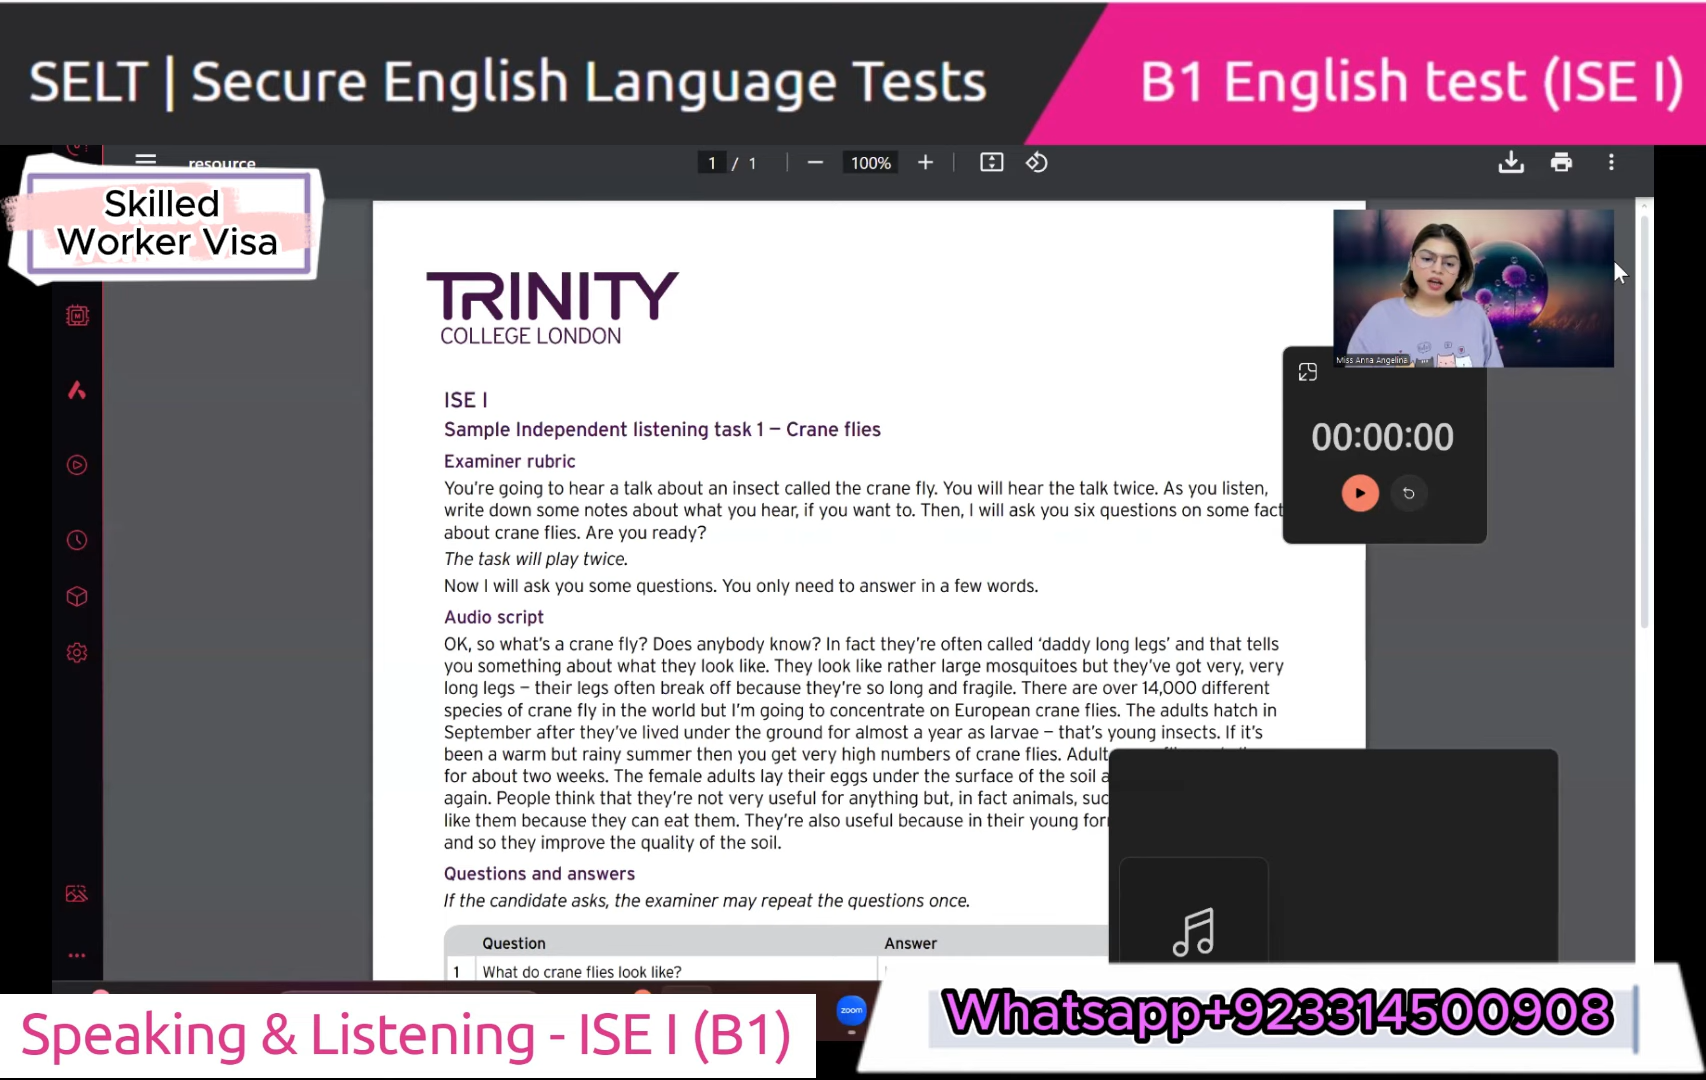 SELT | Secure English Language Tests
B1 English test (ISE I)
resource
1 / 1
100%
Skilled
Worker Visa
TRINITY
COLLEGE LONDON
Miss Anna Angelina
00:00:00
ISE I
Sample Independent listening task 1 – Crane flies
Examiner rubric
You're going to hear a talk about an insect called the crane fly. You will hear the talk twice. As you listen,
write down some notes about what you hear, if you want to. Then, I will ask you six questions on some fact
about crane flies. Are you ready?
The task will play twice.
Now I will ask you some questions. You only need to answer in a few words.
Audio script
OK, so what's a crane fly? Does anybody know? In fact they're often called 'daddy long legs' and that tells
you something about what they look like. They look like rather large mosquitoes but they've got very, very
long legs – their legs often break off because they're so long and fragile. There are over 14,000 different
species of crane fly in the world but I'm going to concentrate on European crane flies. The adults hatch in
September after they've lived under the ground for almost a year as larvae – that's young insects. If it's
been a warm but rainy summer then you get very high numbers of crane flies. Adult
for about two weeks. The female adults lay their eggs under the surface of the soil a
again. People think that they're not very useful for anything but, in fact animals, suc
like them because they can eat them. They're also useful because in their young for
and so they improve the quality of the soil.
Questions and answers
If the candidate asks, the examiner may repeat the questions once.
Question Answer
1 What do crane flies look like?
zoom
Speaking & Listening - ISE I (B1)
Whatsapp+923314500908